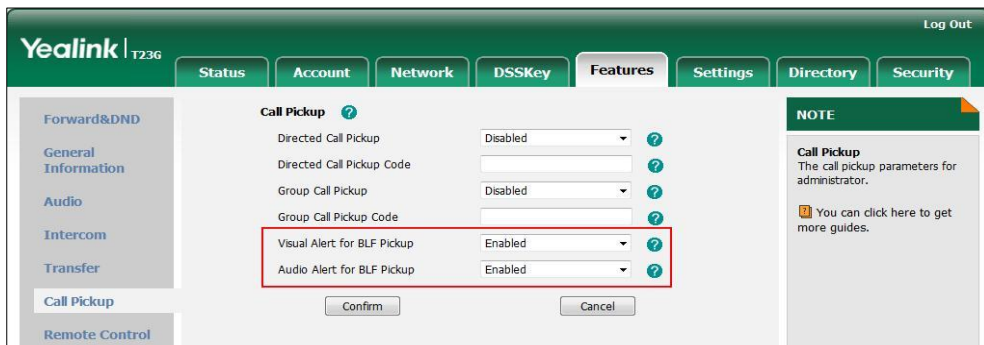 Log Out
Yealink T23G
Status Account Network DSSKey Features Settings Directory Security
Forward&DND
General
Information
Audio
Intercom
Transfer
Call Pickup
Remote Control
Call Pickup ?
Directed Call Pickup Disabled ?
Directed Call Pickup Code ?
Group Call Pickup Disabled ?
Group Call Pickup Code ?
Visual Alert for BLF Pickup Enabled ?
Audio Alert for BLF Pickup Enabled ?
Confirm Cancel
NOTE
Call Pickup
The call pickup parameters for
administrator.
? You can click here to get
more guides.